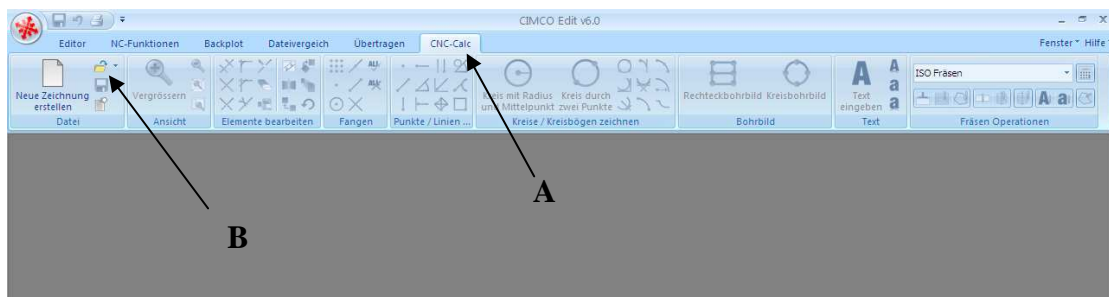 CIMCO Edit v6.0
Editor NC-Funktionen Backplot Dateivergeich Übertragen CNC-Calc Fenster Hilfe
Neue Zeichnung erstellen
Vergrössern
Kreis mit Radius und Mittelpunkt
Kreis durch zwei Punkte
Rechteckbohrbild Kreisbohrbild
Text eingeben
A
a
a
ISO Fräsen
Datei Ansicht Elemente bearbeiten Fangen Punkte / Linien ... Kreise / Kreisbögen zeichnen Bohrbild Text Fräsen Operationen
A
B